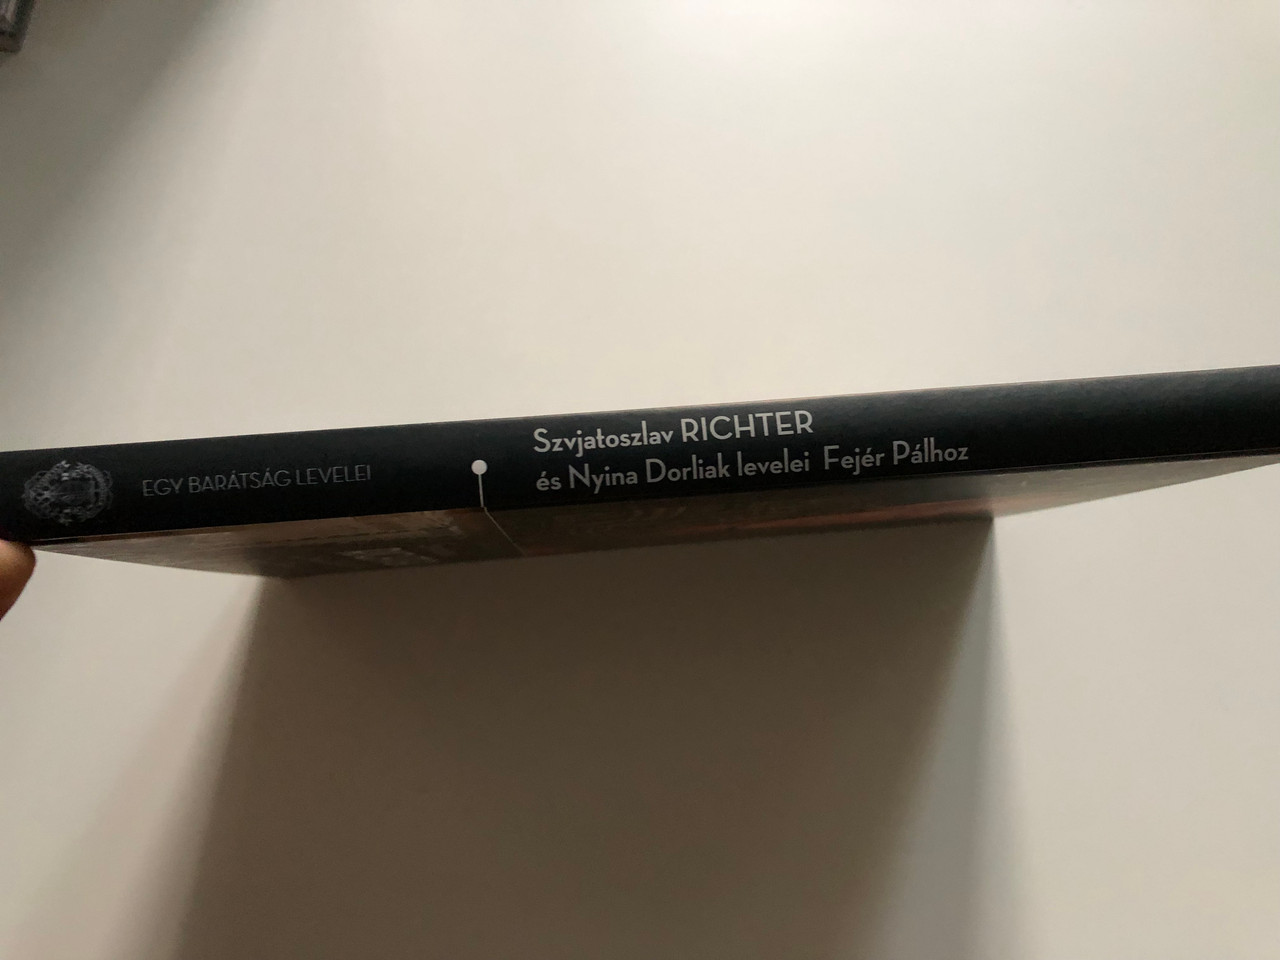 EGY BARÁTSÁG LEVELEI
Szvjatoszlav RICHTER
és Nyina Dorliak levelei Fejér Pálhoz